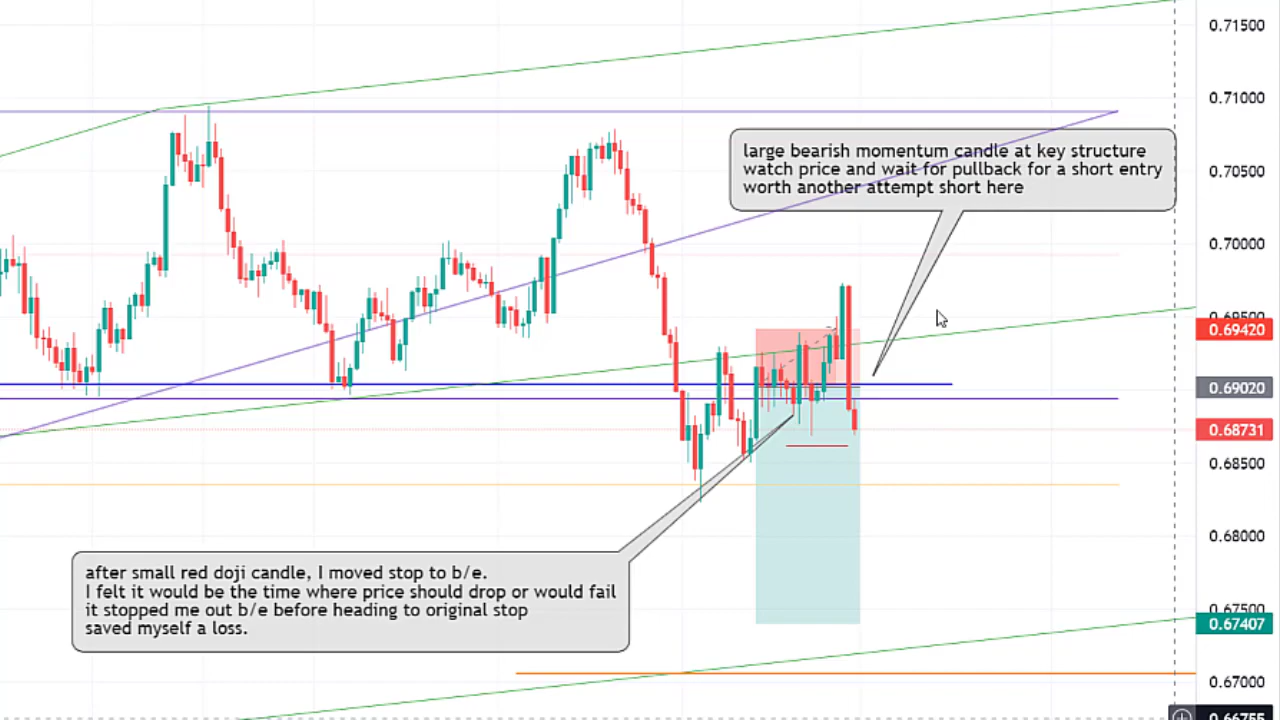 0.71500
0.71000
large bearish momentum candle at key structure
watch price and wait for pullback for a short entry
worth another attempt short here
0.70500
0.70000
0.69420
0.69020
0.68731
0.68500
0.68000
after small red doji candle, I moved stop to b/e.
I felt it would be the time where price should drop or would fail
it stopped me out b/e before heading to original stop
saved myself a loss.
0.67500
0.67407
0.67000
0.66755